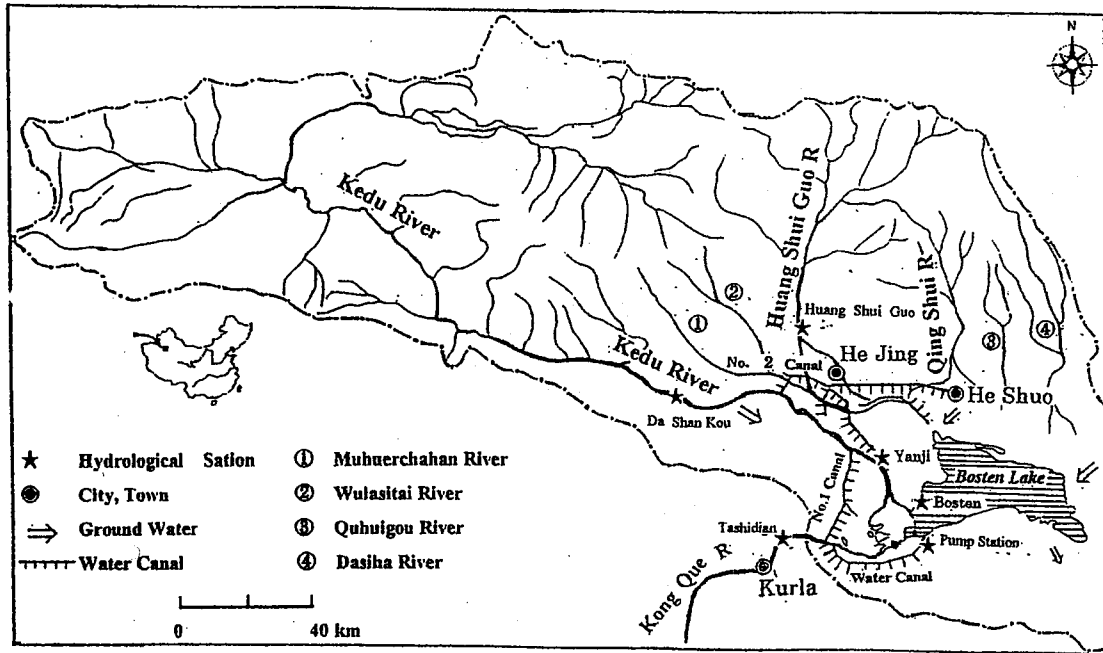 N
Kedu River
Huang Shui Guo R
Qing Shui R
②
①
③
④
Huang Shui Guo
He Jing
No. 2 Canal
Kedu River
He Shuo
Da Shan Kou
Yanji
Bosten Lake
Bosten
No.1 Canal
Tashidian
Pump Station
Water Canal
Kong Que R
Kurla
Hydrological Sation
City, Town
Ground Water
Water Canal
① Muhuerchahan River
② Wulasitai River
③ Quhuigou River
④ Dasiha River
0 40 km